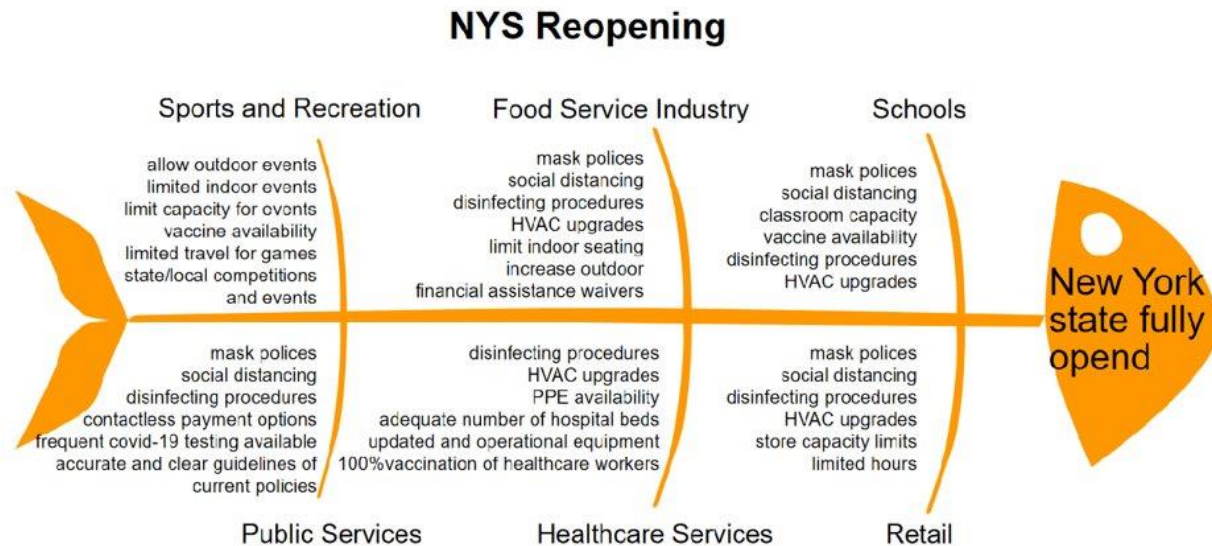 NYS Reopening
Sports and Recreation
allow outdoor events
limited indoor events
limit capacity for events
vaccine availability
limited travel for games
state/local competitions
and events
Food Service Industry
mask polices
social distancing
disinfecting procedures
HVAC upgrades
limit indoor seating
increase outdoor
financial assistance waivers
Schools
mask polices
social distancing
classroom capacity
vaccine availability
disinfecting procedures
HVAC upgrades
New York
state fully
opend
mask polices
social distancing
disinfecting procedures
contactless payment options
frequent covid-19 testing available
accurate and clear guidelines of
current policies
Public Services
disinfecting procedures
HVAC upgrades
PPE availability
adequate number of hospital beds
updated and operational equipment
100%vaccination of healthcare workers
Healthcare Services
mask polices
social distancing
disinfecting procedures
HVAC upgrades
store capacity limits
limited hours
Retail